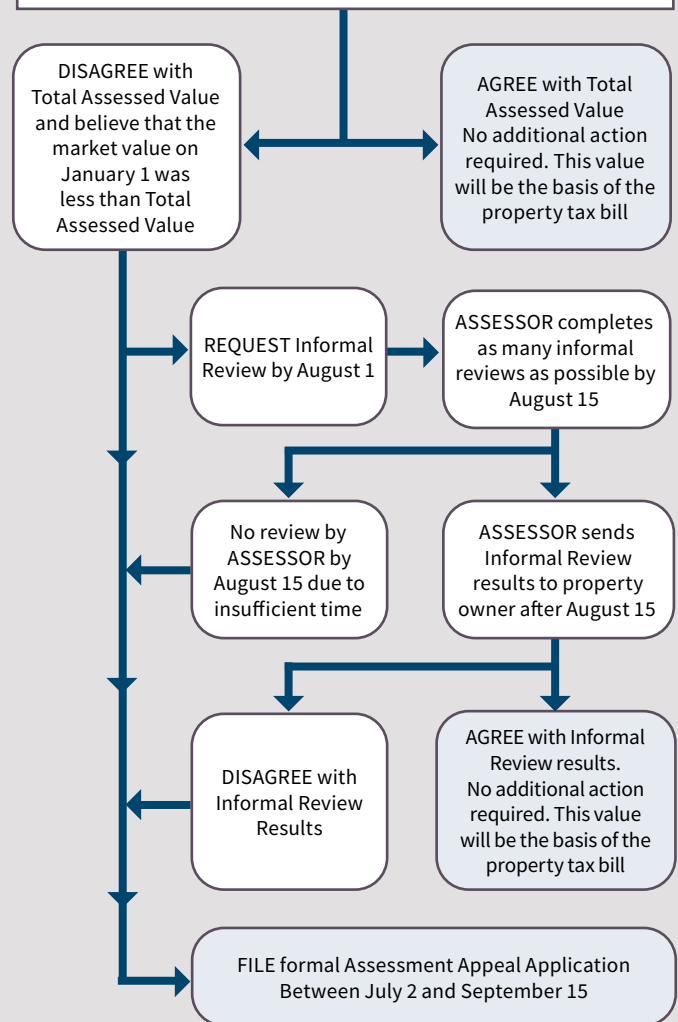 DISAGREE with
Total Assessed Value
and believe that the
market value on
January 1 was
less than Total
Assessed Value
AGREE with Total
Assessed Value
No additional action
required. This value
will be the basis of the
property tax bill
REQUEST Informal
Review by August 1
ASSESSOR completes
as many informal
reviews as possible by
August 15
No review by
ASSESSOR by
August 15 due to
insufficient time
ASSESSOR sends
Informal Review
results to property
owner after August 15
DISAGREE with
Informal Review
Results
AGREE with Informal
Review results.
No additional action
required. This value
will be the basis of the
property tax bill
FILE formal Assessment Appeal Application
Between July 2 and September 15